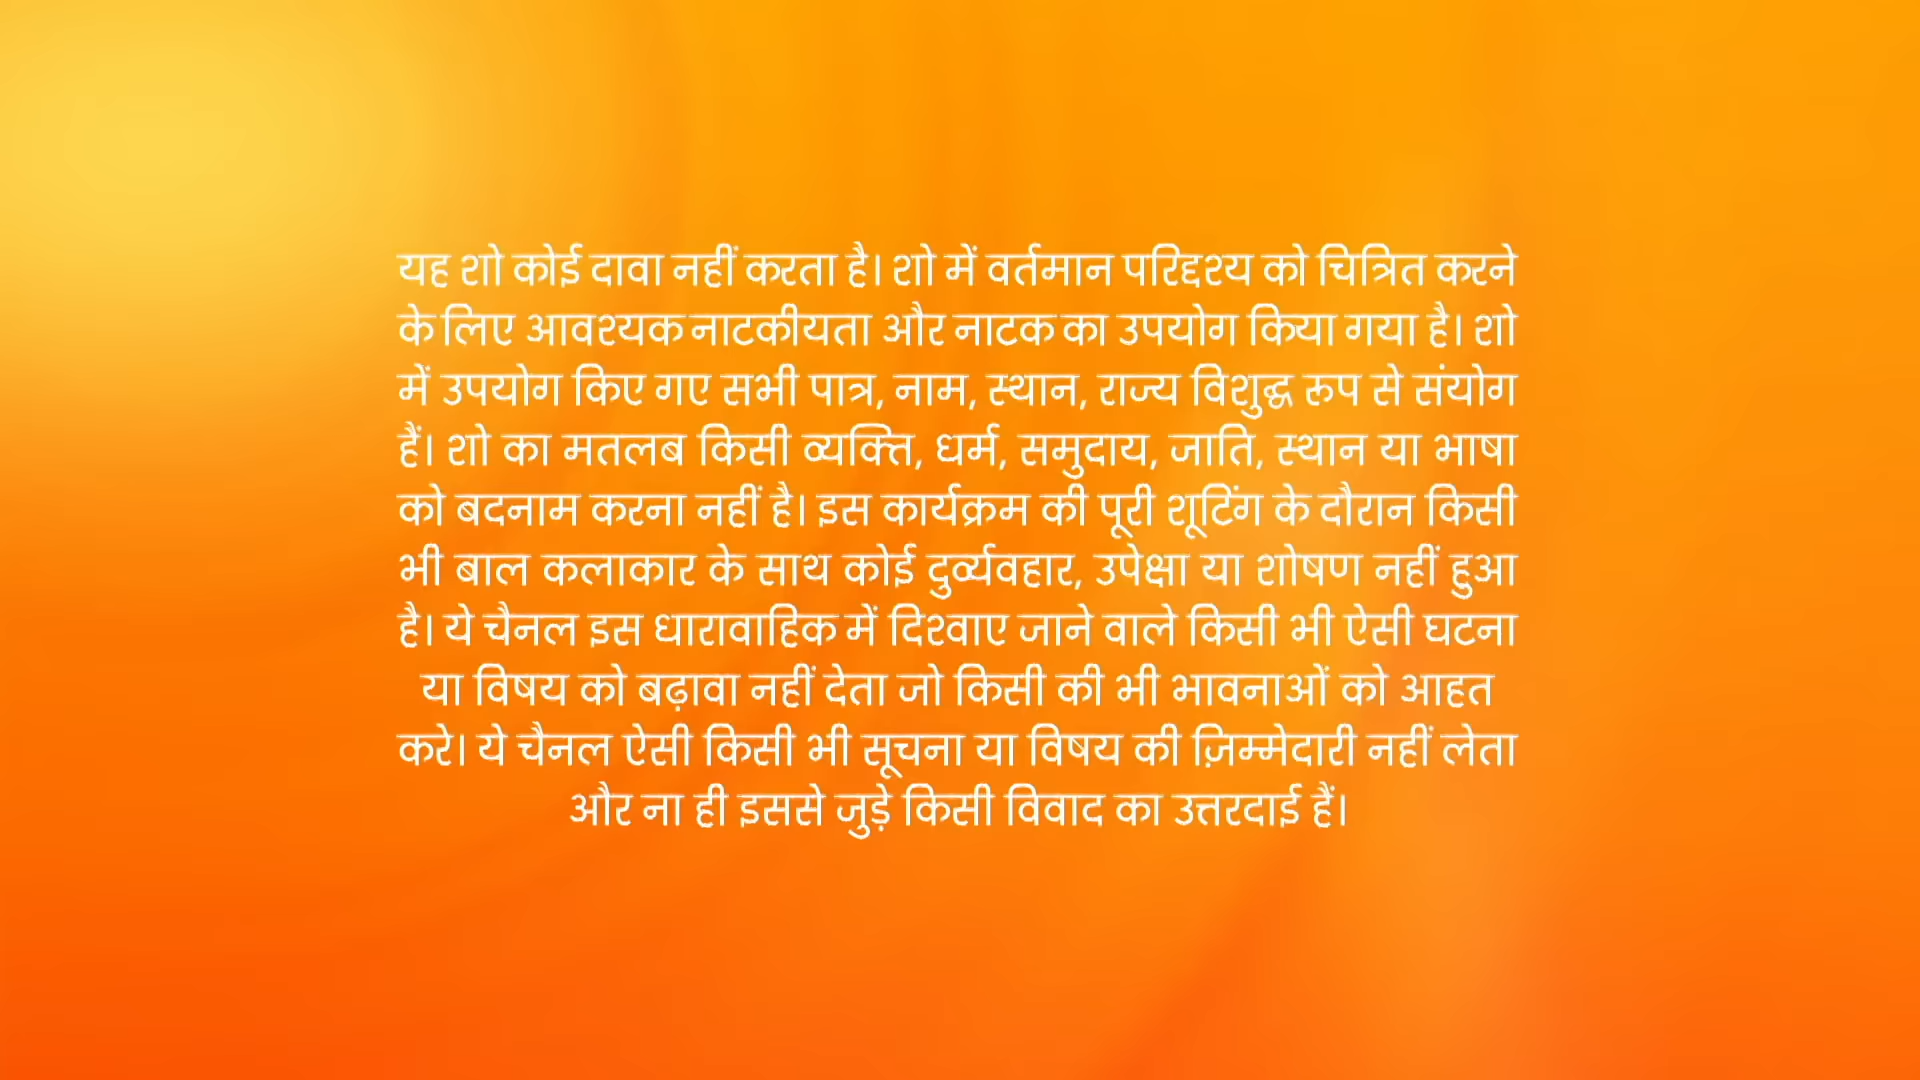 यह शो कोई दावा नहीं करता है। शो में वर्तमान परिद्दश्य को चित्रित करने
के लिए आवश्यक नाटकीयता और नाटक का उपयोग किया गया है। शो
में उपयोग किए गए सभी पात्र, नाम, स्थान, राज्य विशुद्ध रुप से संयोग
हैं। शो का मतलब किसी व्यक्ति, धर्म, समुदाय, जाति, स्थान या भाषा
को बदनाम करना नहीं है। इस कार्यक्रम की पूरी शूटिंग के दौरान किसी
भी बाल कलाकार के साथ कोई दुर्व्यवहार, उपेक्षा या शोषण नहीं हुआ
है। ये चैनल इस धारावाहिक में दिखाए जाने वाले किसी भी ऐसी घटना
या विषय को बढ़ावा नहीं देता जो किसी की भी भावनाओं को आहत
करे। ये चैनल ऐसी किसी भी सूचना या विषय की ज़िम्मेदारी नहीं लेता
और ना ही इससे जुड़े किसी विवाद का उत्तरदाई हैं।